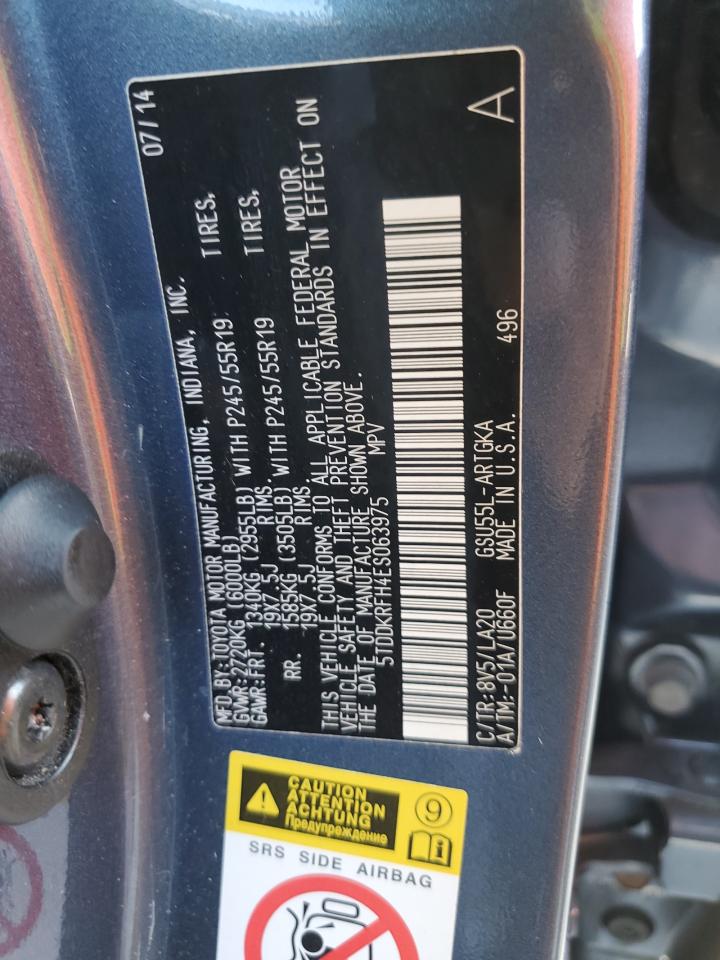 07/14
MFD.BY:TOYOTA MOTOR MANUFACTURING, INDIANA, INC.
GVWR:2720KG (6000LB)
GAWR:FRT. 1340KG (2955LB) WITH P245/55R19 TIRES,
19X7.5J RIMS.
RR. 1585KG (3505LB) WITH P245/55R19 TIRES,
19X7.5J RIMS.
THIS VEHICLE CONFORMS TO ALL APPLICABLE FEDERAL MOTOR
VEHICLE SAFETY AND THEFT PREVENTION STANDARDS IN EFFECT ON
THE DATE OF MANUFACTURE SHOWN ABOVE.
5TDDKRFH4ES063975 MPV
C/TR:8V5/LA20 GSU55L-ARTGKA
A/TM:-01A/U660F MADE IN U.S.A. 496
A
CAUTION
ATTENTION
ACHTUNG
Предупреждение
9
SRS SIDE AIRBAG